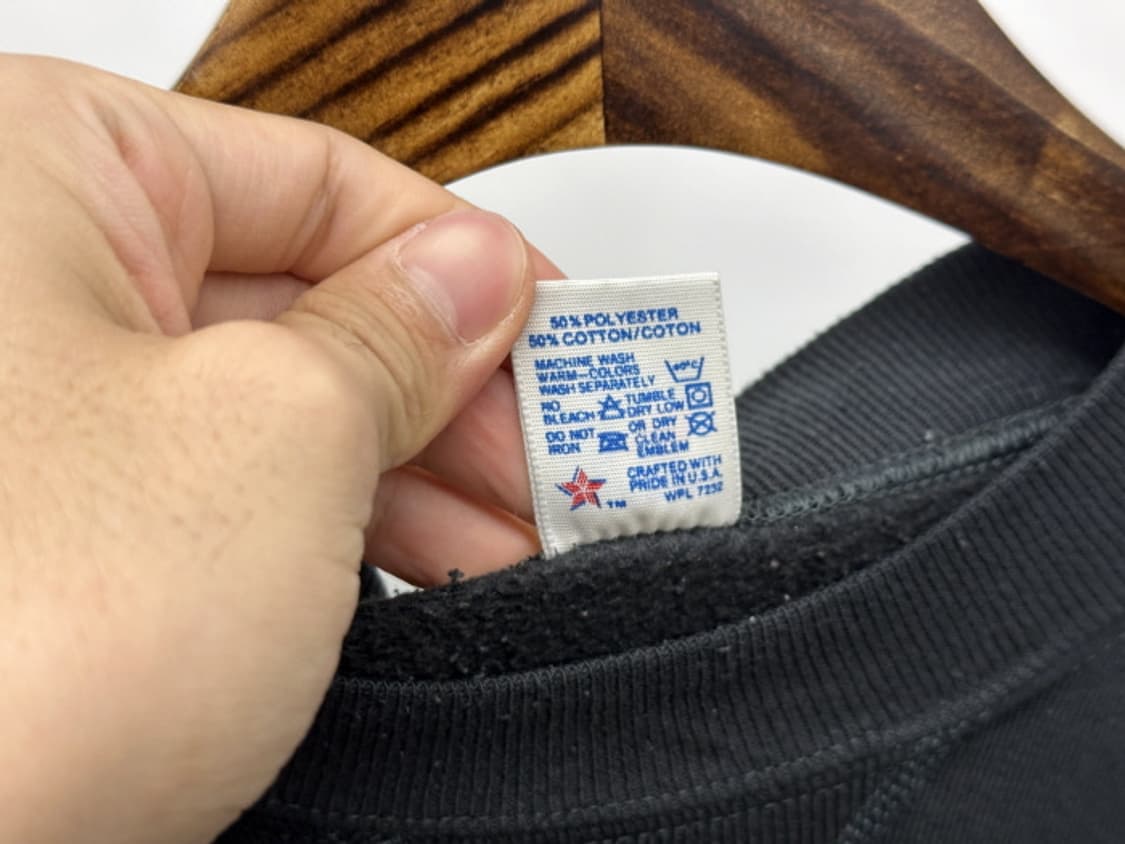 50% POLYESTER
50% COTTON/COTON
MACHINE WASH
WARM-COLORS
WASH SEPARATELY
40°C
NO
BLEACH
TUMBLE
DRY LOW
DO NOT
IRON
OR DRY
CLEAN
EMBLEM
CRAFTED WITH
PRIDE IN U.S.A.
TM
WPL 7232